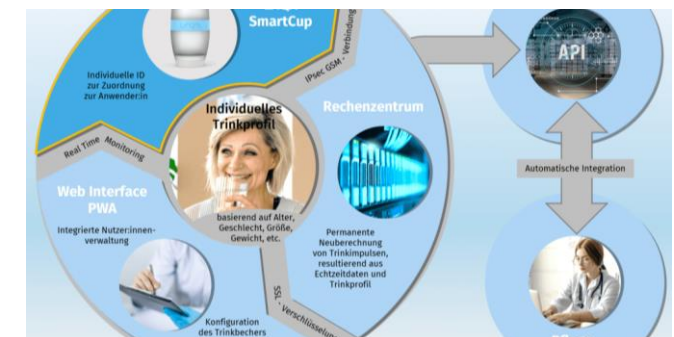 SmartCup
Individuelle ID
zur Zuordnung
zur Anwender:in
IPsec GSM - Verbindung
API
Individuelles
Trinkprofil
Rechenzentrum
Real Time Monitoring
Automatische Integration
Web Interface
PWA
Integrierte Nutzer:innen-
verwaltung
basierend auf Alter,
Geschlecht, Größe,
Gewicht, etc.
Permanente
Neuberechnung
von Trinkimpulsen,
resultierend aus
Echtzeitdaten und
Trinkprofil
SSL - Verschlüsselung
Konfiguration
des Trinkbechers